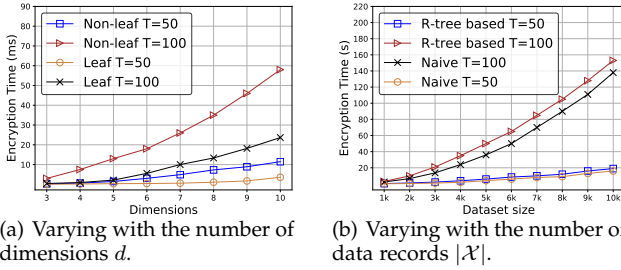 90
80
70
60
50
40
30
20
10
Encryption Time (ms)
Non-leaf T=50
Non-leaf T=100
Leaf T=50
Leaf T=100
3 4 5 6 7 8 9 10
Dimensions
(a) Varying with the number of
dimensions d.
220
200
180
160
140
120
100
80
60
40
20
Encryption Time (s)
R-tree based T=50
R-tree based T=100
Naive T=100
Naive T=50
1k 2k 3k 4k 5k 6k 7k 8k 9k 10k
Dataset size
(b) Varying with the number of
data records |𝒳|.